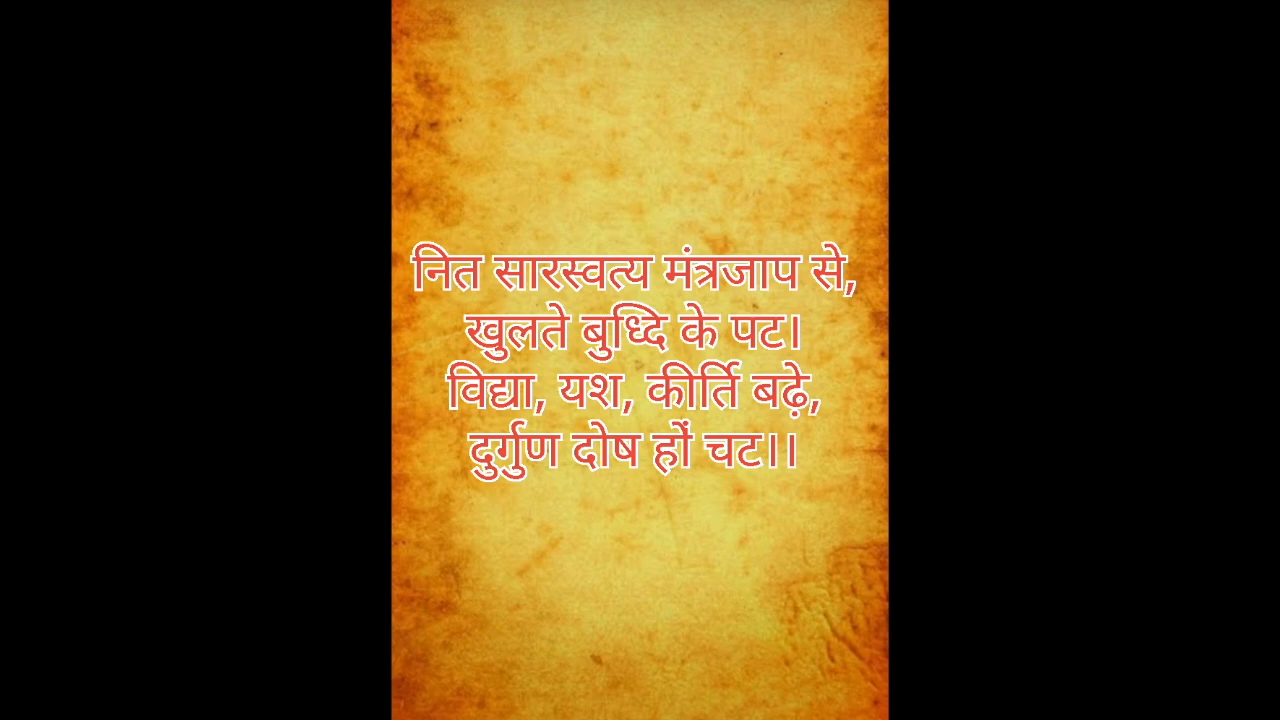 नित सारस्वत्य मंत्रजाप से,
खुलते बुध्दि के पट।
विद्या, यश, कीर्ति बढ़े,
दुर्गुण दोष हों चट।।